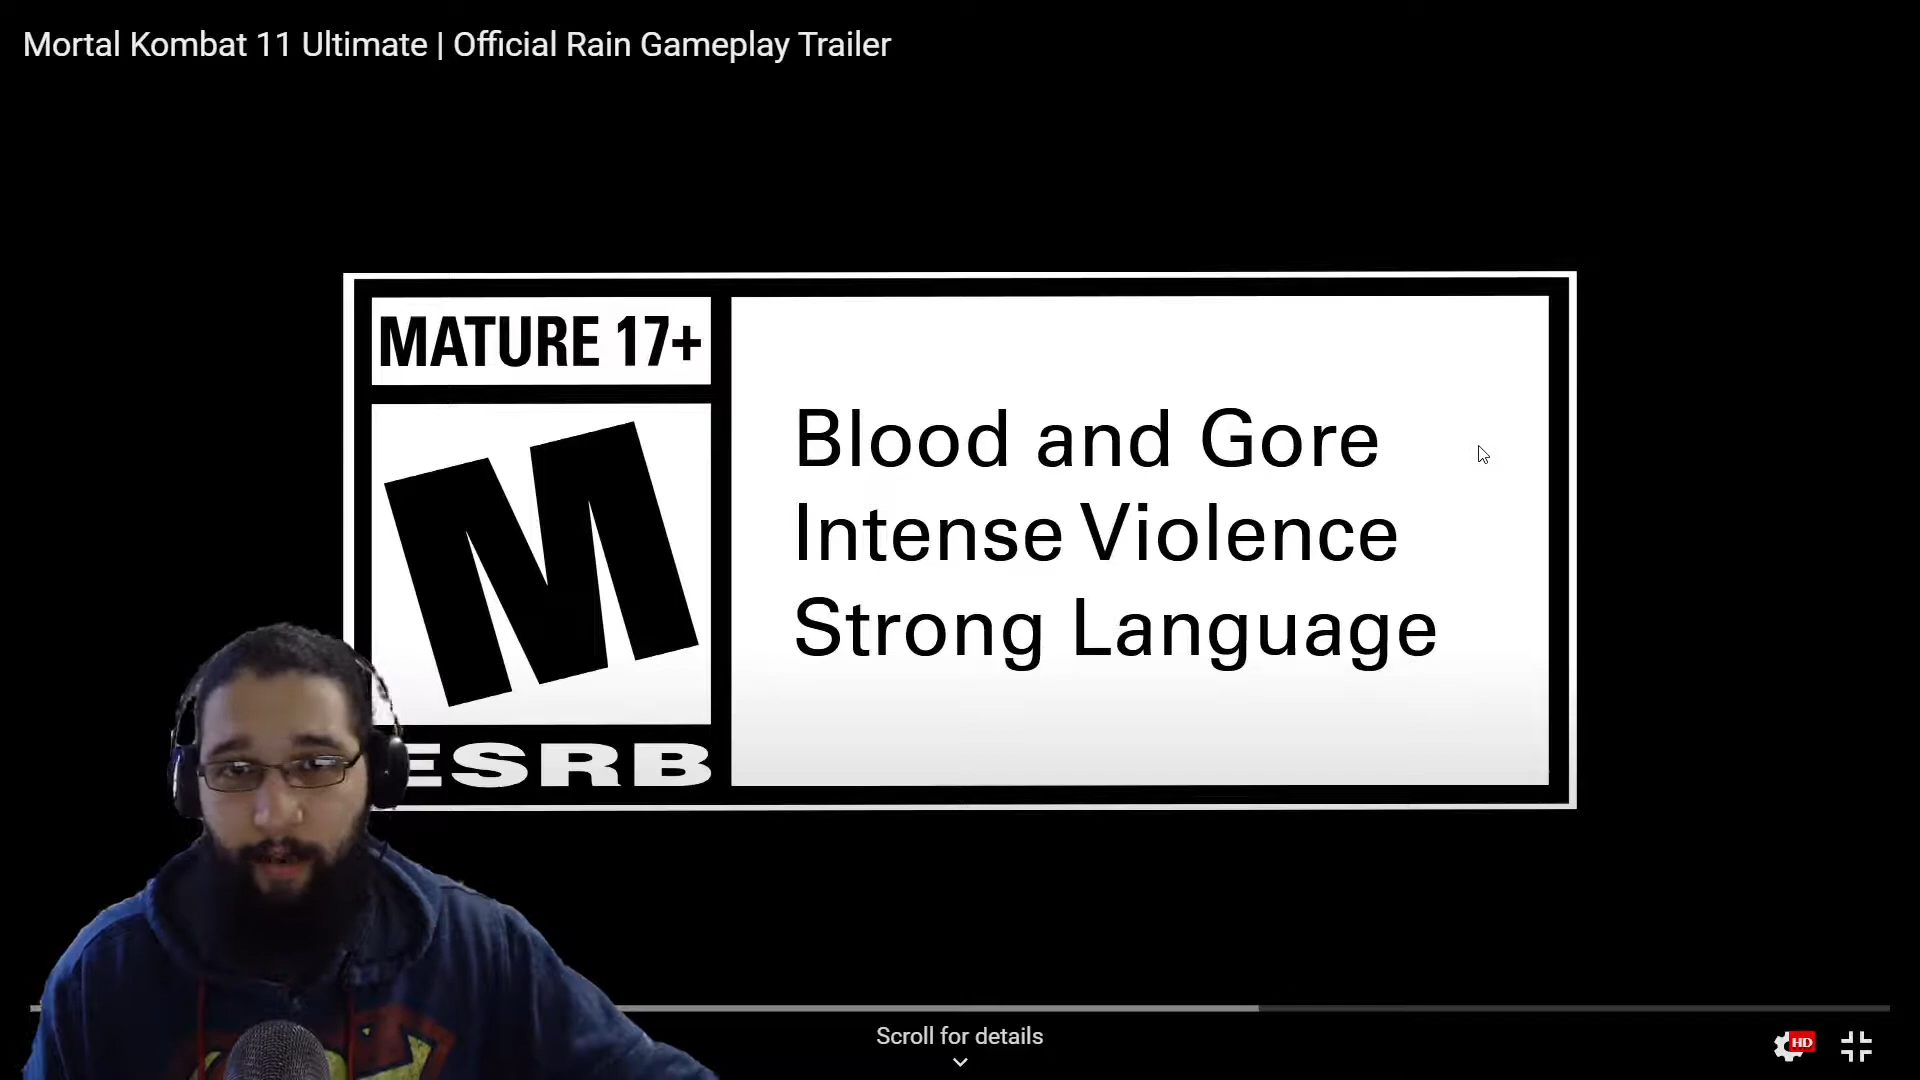 Mortal Kombat 11 Ultimate | Official Rain Gameplay Trailer
MATURE 17+
M
ESRB
Blood and Gore
Intense Violence
Strong Language
Scroll for details
HD